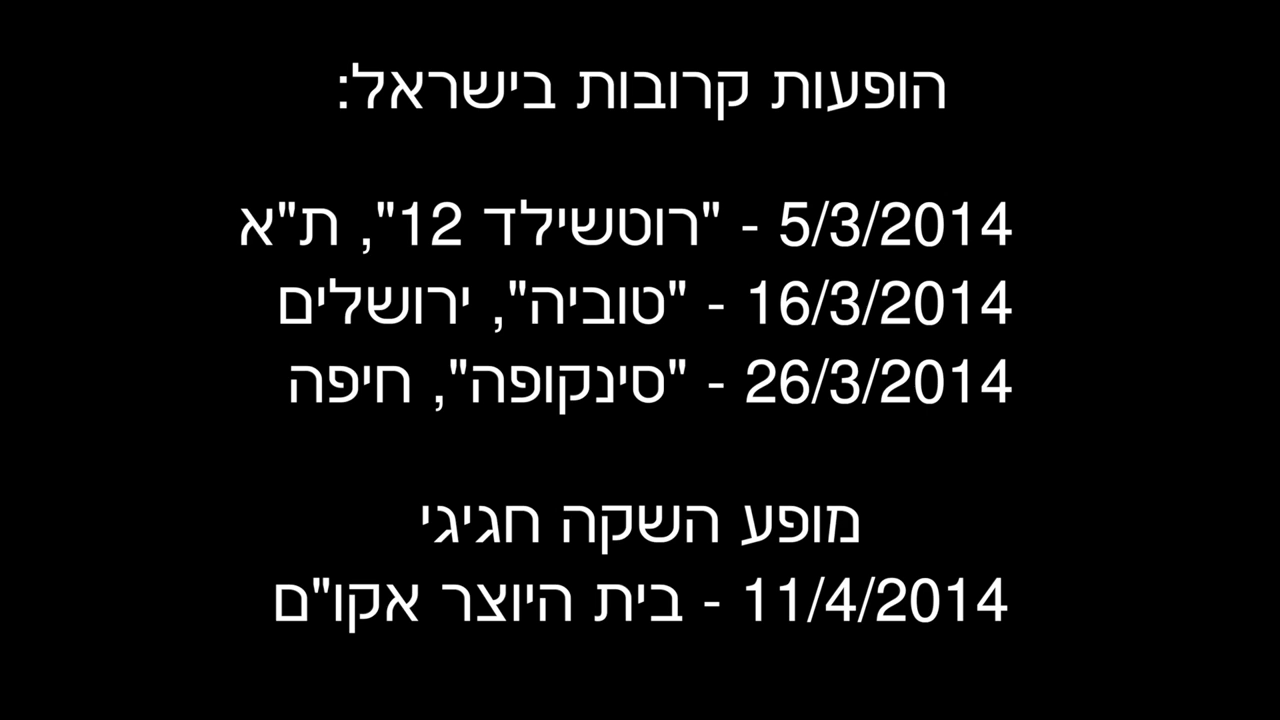 הופעות קרובות בישראל:
5/3/2014 - "רוטשילד 12", ת"א
16/3/2014 - "טוביה", ירושלים
26/3/2014 - "סינקופה", חיפה
מופע השקה חגיגי
11/4/2014 - בית היוצר אקו"ם